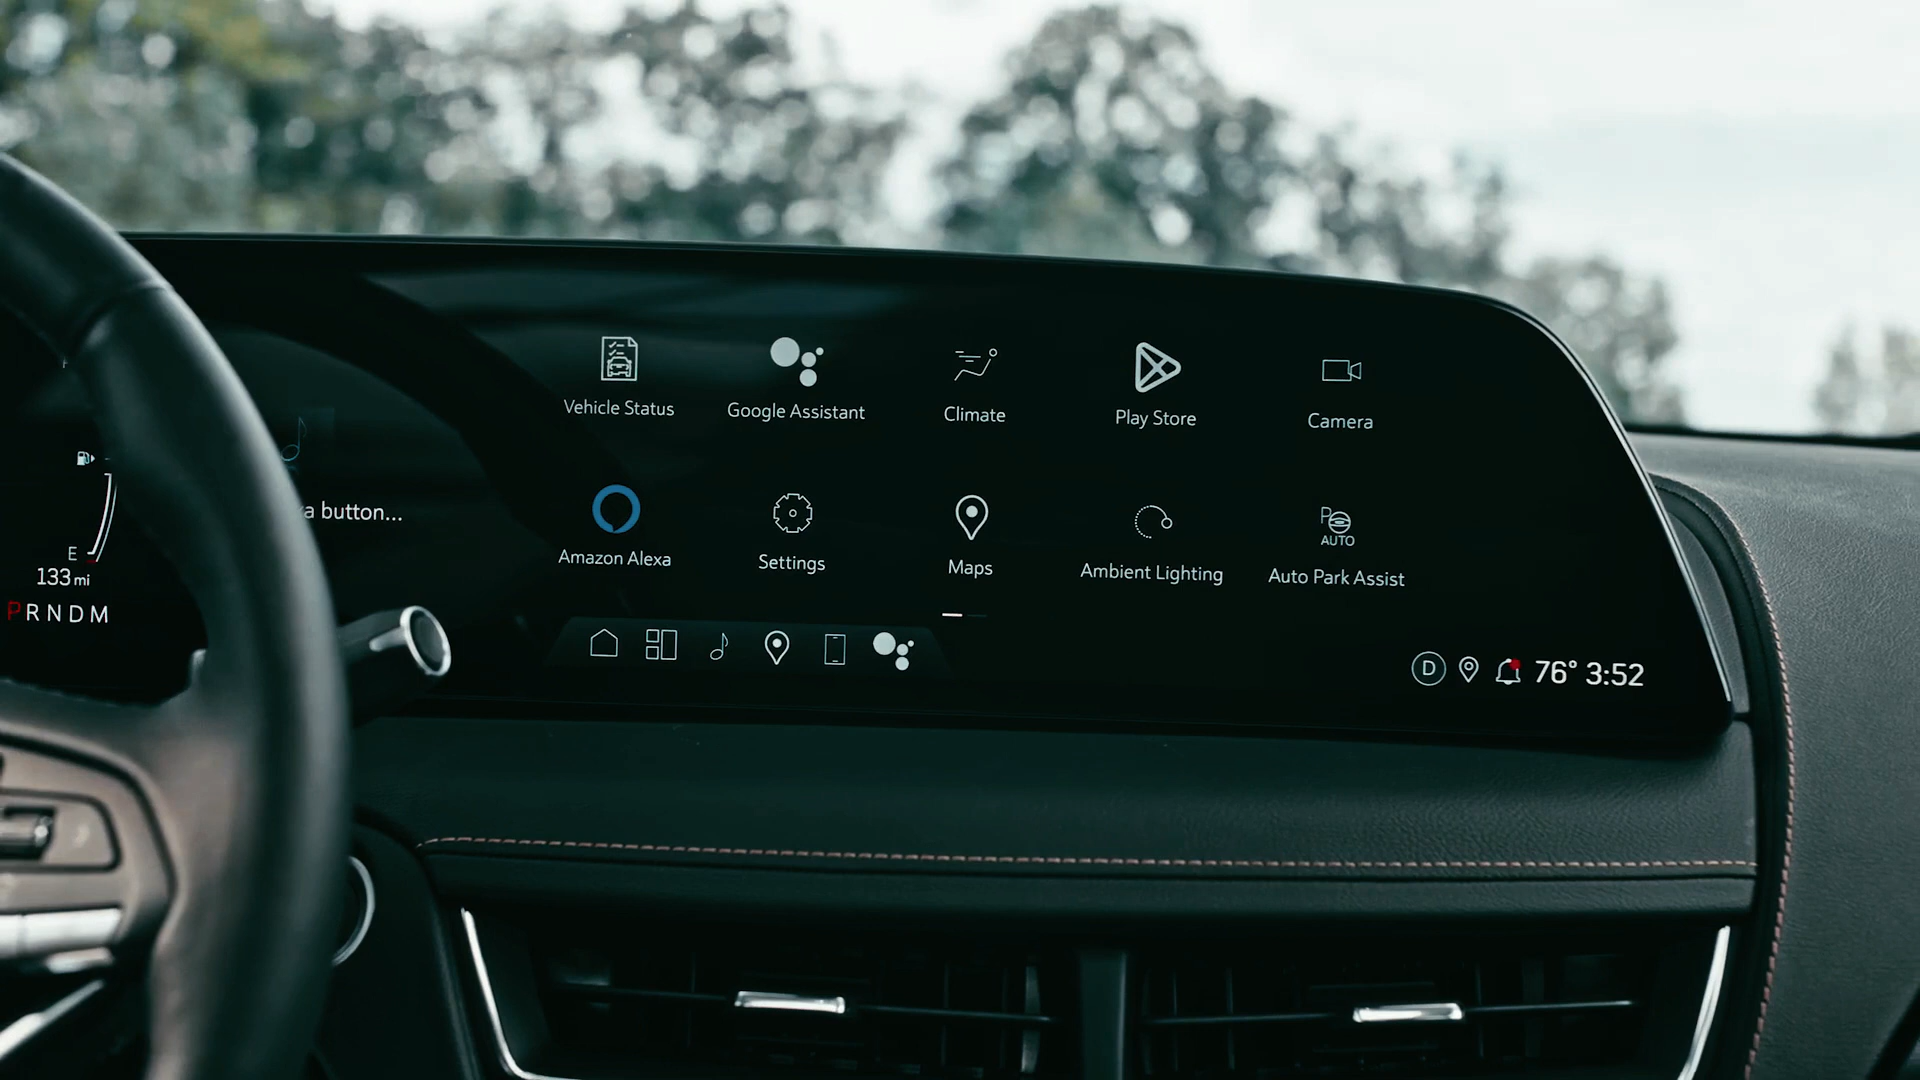 Vehicle Status
Google Assistant
Climate
Play Store
Camera
Amazon Alexa
Settings
Maps
Ambient Lighting
P
AUTO
Auto Park Assist
button...
E
133 mi
PRNDM
D
76° 3:52